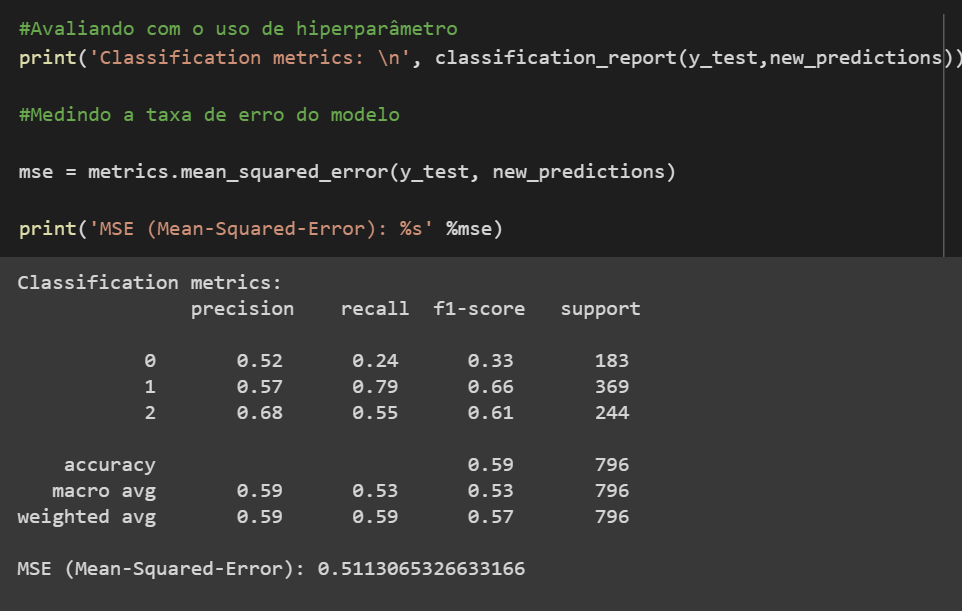 #Avaliando com o uso de hiperparâmetro
print('Classification metrics: \n', classification_report(y_test,new_predictions))
#Medindo a taxa de erro do modelo
mse = metrics.mean_squared_error(y_test, new_predictions)
print('MSE (Mean-Squared-Error): %s' %mse)
Classification metrics:
precision recall f1-score support
0 0.52 0.24 0.33 183
1 0.57 0.79 0.66 369
2 0.68 0.55 0.61 244
accuracy 0.59 796
macro avg 0.59 0.53 0.53 796
weighted avg 0.59 0.59 0.57 796
MSE (Mean-Squared-Error): 0.5113065326633166